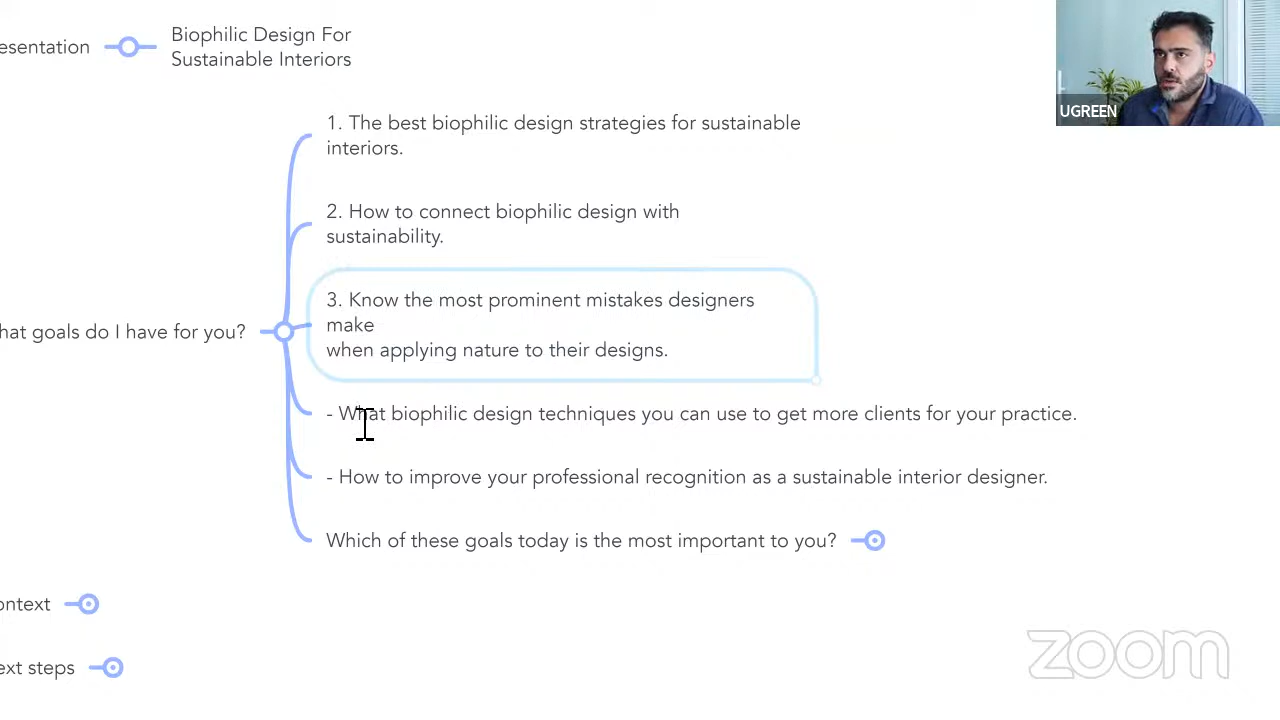 esentation
Biophilic Design For
Sustainable Interiors
1. The best biophilic design strategies for sustainable
interiors.
2. How to connect biophilic design with
sustainability.
3. Know the most prominent mistakes designers
make
when applying nature to their designs.
hat goals do I have for you?
- What biophilic design techniques you can use to get more clients for your practice.
- How to improve your professional recognition as a sustainable interior designer.
Which of these goals today is the most important to you?
ontext
ext steps
UGREEN
zoom